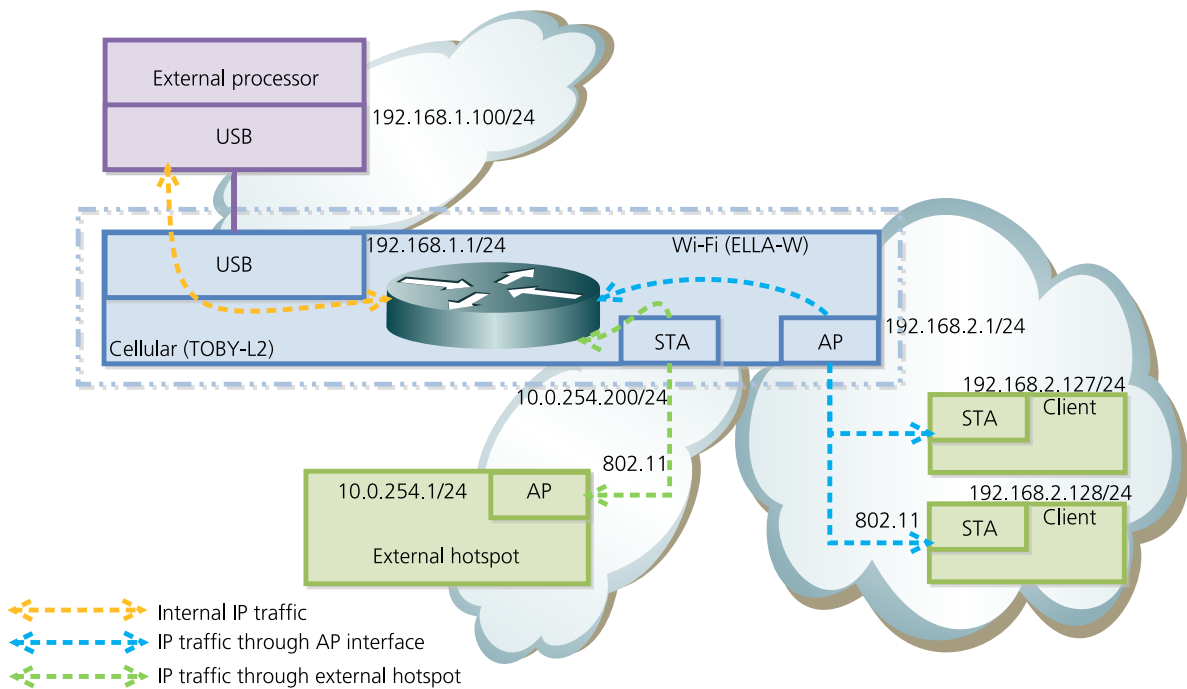 External processor
USB
192.168.1.100/24
USB
192.168.1.1/24
Wi-Fi (ELLA-W)
Cellular (TOBY-L2)
STA
AP
192.168.2.1/24
10.0.254.200/24
192.168.2.127/24
STA
Client
802.11
10.0.254.1/24
AP
External hotspot
192.168.2.128/24
802.11
STA
Client
Internal IP traffic
IP traffic through AP interface
IP traffic through external hotspot